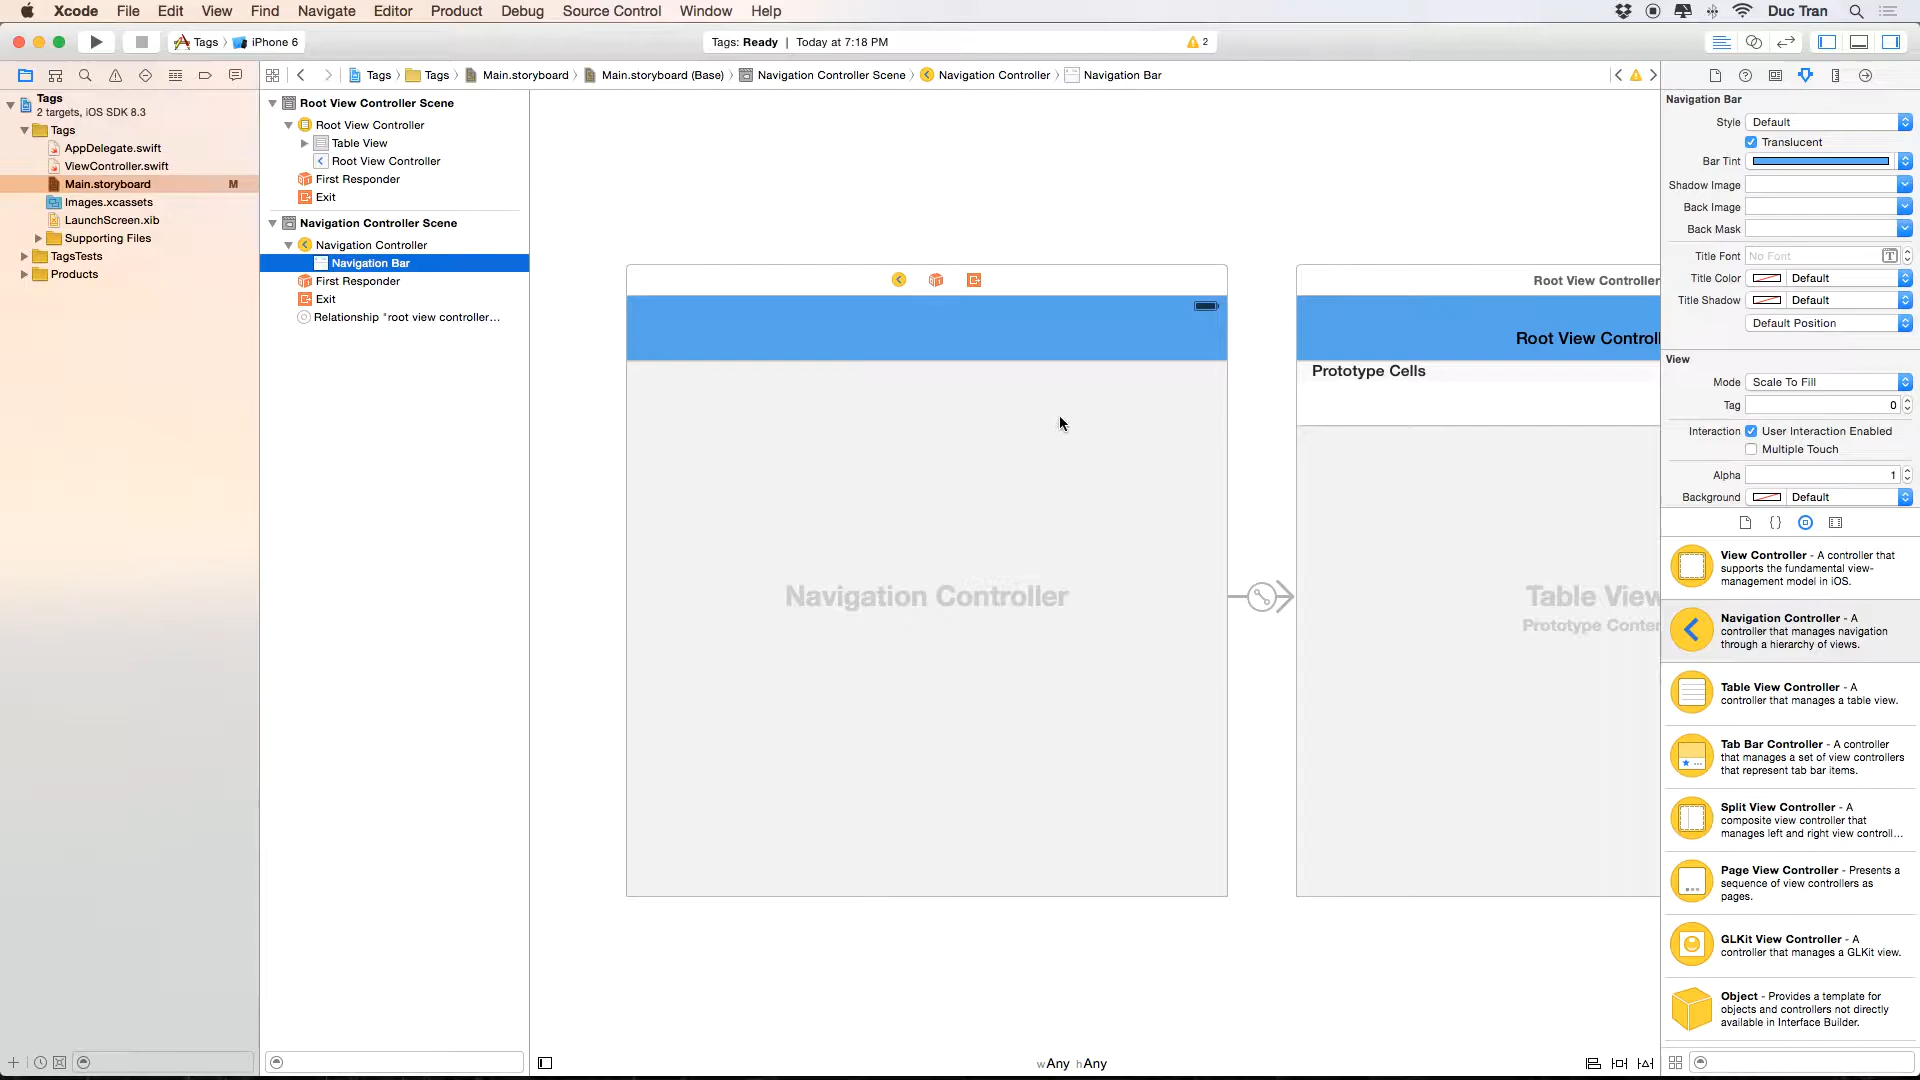 Xcode File Edit View Find Navigate Editor Product Debug Source Control Window Help Duc Tran
Tags iPhone 6 Tags: Ready | Today at 7:18 PM 2
Tags Tags Main.storyboard Main.storyboard (Base) Navigation Controller Scene Navigation Controller Navigation Bar
Tags
2 targets, iOS SDK 8.3
Tags
AppDelegate.swift
ViewController.swift
Main.storyboard M
Images.xcassets
LaunchScreen.xib
Supporting Files
TagsTests
Products
Root View Controller Scene
Root View Controller
Table View
Root View Controller
First Responder
Exit
Navigation Controller Scene
Navigation Controller
Navigation Bar
First Responder
Exit
Relationship "root view controller...
Navigation Controller
Root View Controller
Root View Controll
Prototype Cells
Table View
Prototype Conten
wAny hAny
Navigation Bar
Style Default
Translucent
Bar Tint
Shadow Image
Back Image
Back Mask
Title Font No Font T
Title Color Default
Title Shadow Default
Default Position
View
Mode Scale To Fill
Tag 0
Interaction User Interaction Enabled
Multiple Touch
Alpha 1
Background Default
{}
View Controller - A controller that
supports the fundamental view-
management model in iOS.
Navigation Controller - A
controller that manages navigation
through a hierarchy of views.
Table View Controller - A
controller that manages a table view.
Tab Bar Controller - A controller
that manages a set of view controllers
that represent tab bar items.
Split View Controller - A
composite view controller that
manages left and right view controll...
Page View Controller - Presents a
sequence of view controllers as
pages.
GLKit View Controller - A
controller that manages a GLKit view.
Object - Provides a template for
objects and controllers not directly
available in Interface Builder.